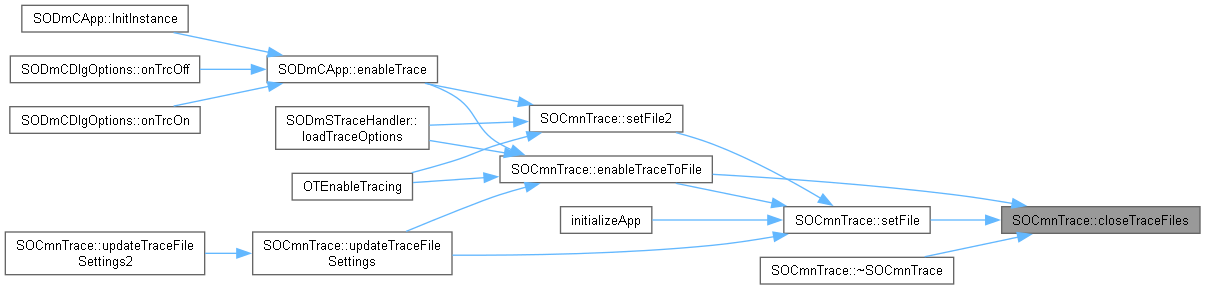 SODmCApp::InitInstance
SODmCDlgOptions::onTrcOff
SODmCApp::enableTrace
SODmCDlgOptions::onTrcOn
SODmSTraceHandler::
loadTraceOptions
SOCmnTrace::setFile2
SOCmnTrace::enableTraceToFile
OTEnableTracing
initializeApp
SOCmnTrace::setFile
SOCmnTrace::closeTraceFiles
SOCmnTrace::updateTraceFile
Settings2
SOCmnTrace::updateTraceFile
Settings
SOCmnTrace::~SOCmnTrace